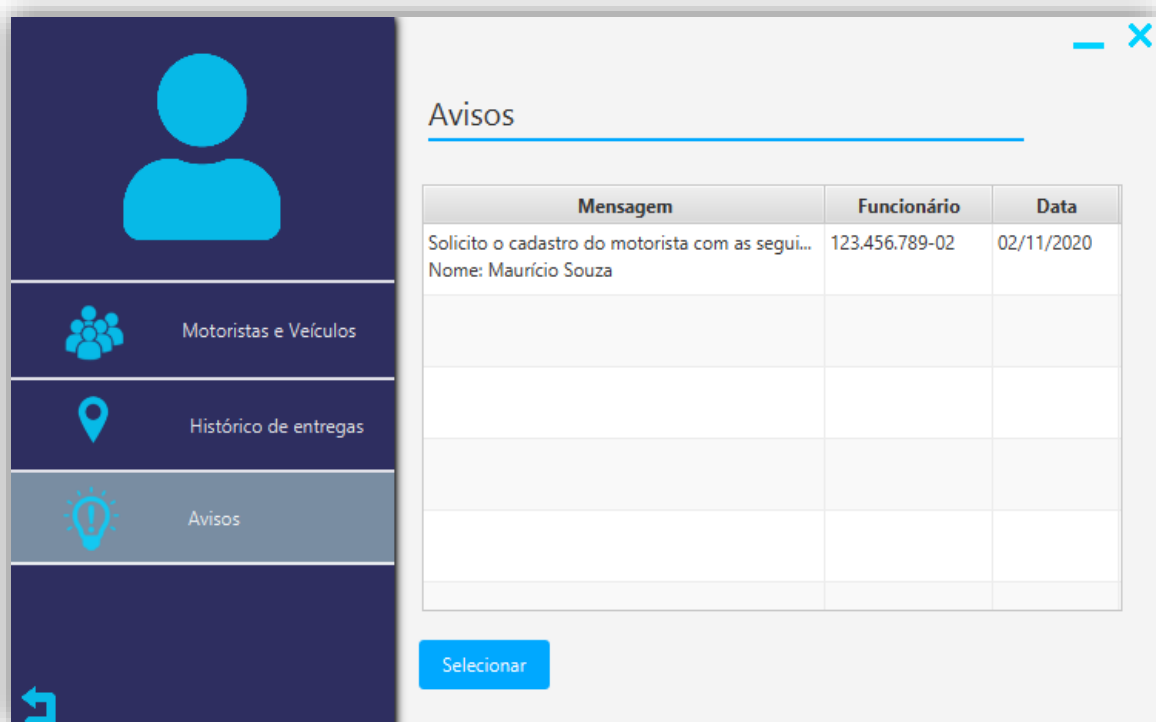 Avisos
Mensagem Funcionário Data
Solicito o cadastro do motorista com as segui... 123.456.789-02 02/11/2020
Nome: Maurício Souza
Motoristas e Veículos
Histórico de entregas
Avisos
Selecionar